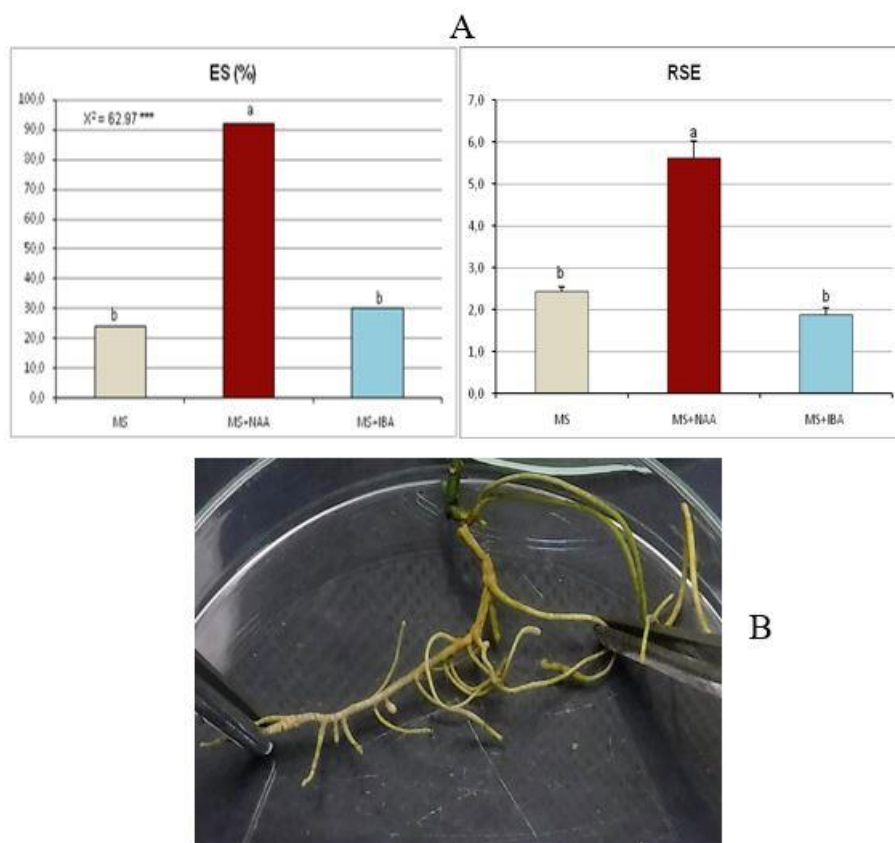 A
ES (%)
100,0
90,0
80,0
70,0
60,0
50,0
40,0
30,0
20,0
10,0
0,0
X² = 62.97 ***
b
a
b
MS
MS+NAA
MS+IBA
RSE
7,0
6,0
5,0
4,0
3,0
2,0
1,0
0,0
b
a
b
MS
MS+NAA
MS+IBA
B